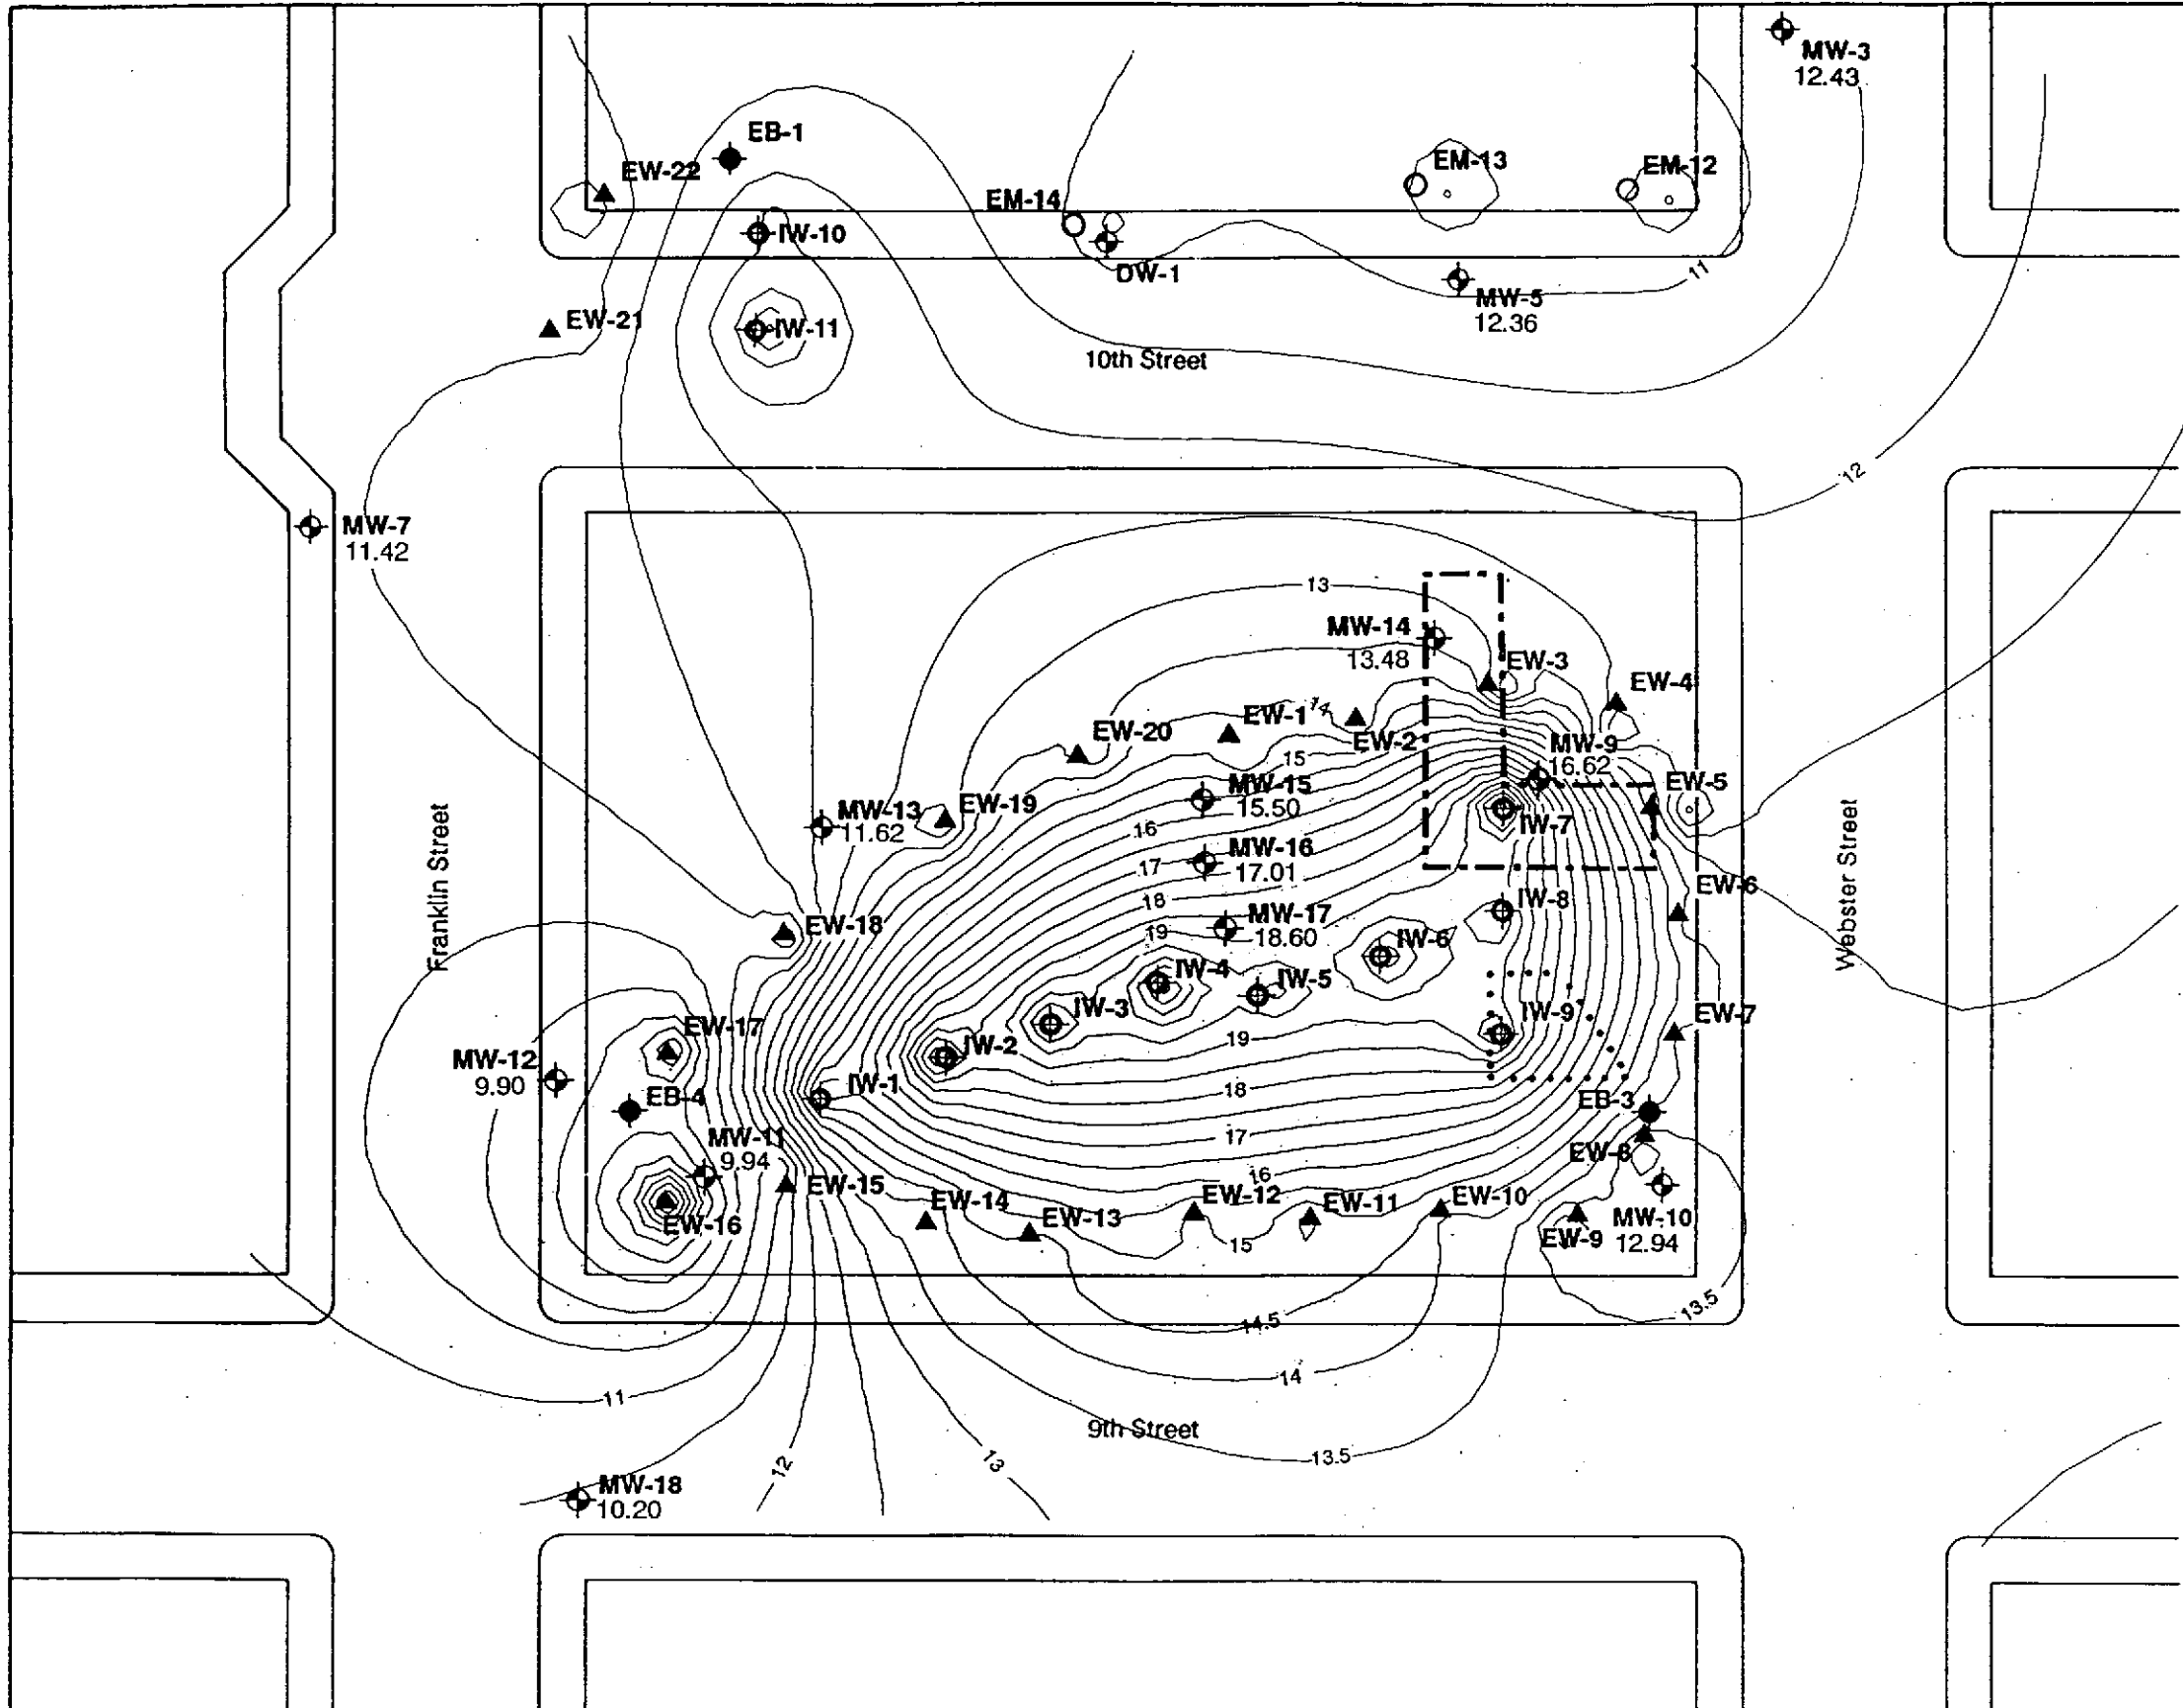 MW-3
12.43
EB-1
EW-22
EM-13
EM-12
EM-14
IW-10
OW-1
11
MW-5
12.36
EW-21
IW-11
10th Street
12
MW-7
11.42
13
MW-14
13.48
EW-3
EW-4
EW-1
14
EW-20
EW-2
15
MW-9
16.62
EW-5
MW-15
15.50
EW-19
MW-13
11.62
IW-7
16
MW-16
17.01
17
Franklin Street
Webster Street
EW-6
18
IW-8
MW-17
18.60
EW-18
19
IW-6
IW-4
IW-5
IW-3
IW-9
EW-7
EW-17
19
IW-2
MW-12
9.90
IW-1
18
EB-4
EB-3
MW-11
9.94
17
EW-8
16
EW-15
EW-14
EW-12
EW-11
EW-10
EW-16
EW-13
MW-10
12.94
EW-9
15
13.5
14.5
14
11
9th Street
13.5
12
13
MW-18
10.20